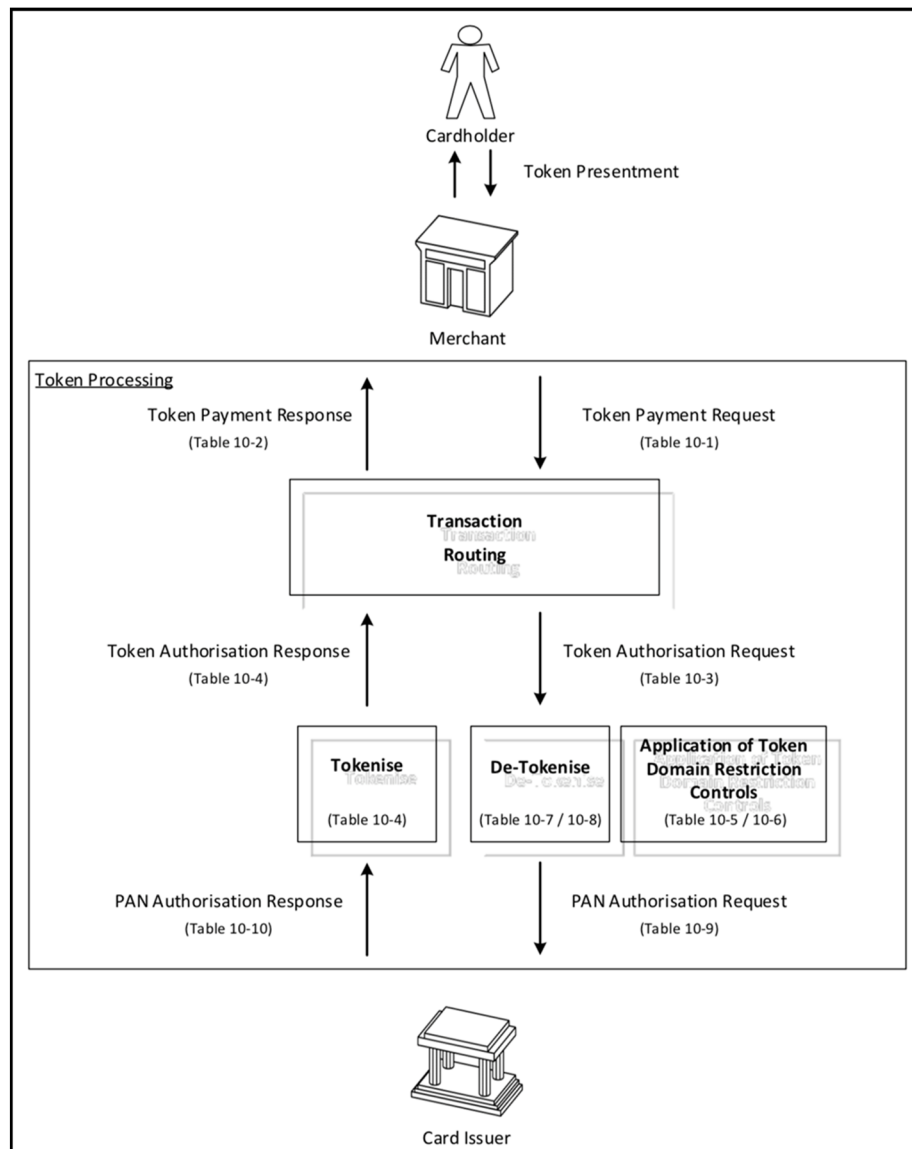 Cardholder
Token Presentment
Merchant
Token Processing
Token Payment Response
(Table 10-2)
Token Payment Request
(Table 10-1)
Transaction
Routing
Token Authorisation Response
(Table 10-4)
Token Authorisation Request
(Table 10-3)
Tokenise
(Table 10-4)
De-Tokenise
(Table 10-7 / 10-8)
Application of Token
Domain Restriction
Controls
(Table 10-5 / 10-6)
PAN Authorisation Response
(Table 10-10)
PAN Authorisation Request
(Table 10-9)
Card Issuer